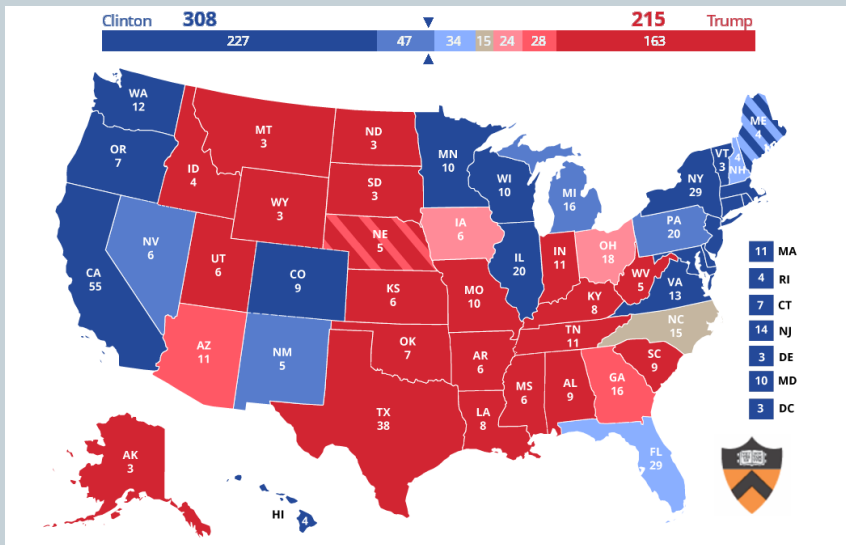 Clinton 308 215 Trump
227 47 34 15 24 28 163
WA
12
OR
7
CA
55
NV
6
ID
4
MT
3
WY
3
UT
6
AZ
11
CO
9
NM
5
ND
3
SD
3
NE
5
KS
6
OK
7
TX
38
MN
10
IA
6
MO
10
AR
6
LA
8
WI
10
IL
20
MI
16
IN
11
OH
18
KY
8
TN
11
MS
6
AL
9
GA
16
FL
29
SC
9
NC
15
VA
13
WV
5
PA
20
NY
29
VT
3
4
NH
ME
4
11 MA
4 RI
7 CT
14 NJ
3 DE
10 MD
3 DC
AK
3
HI 4